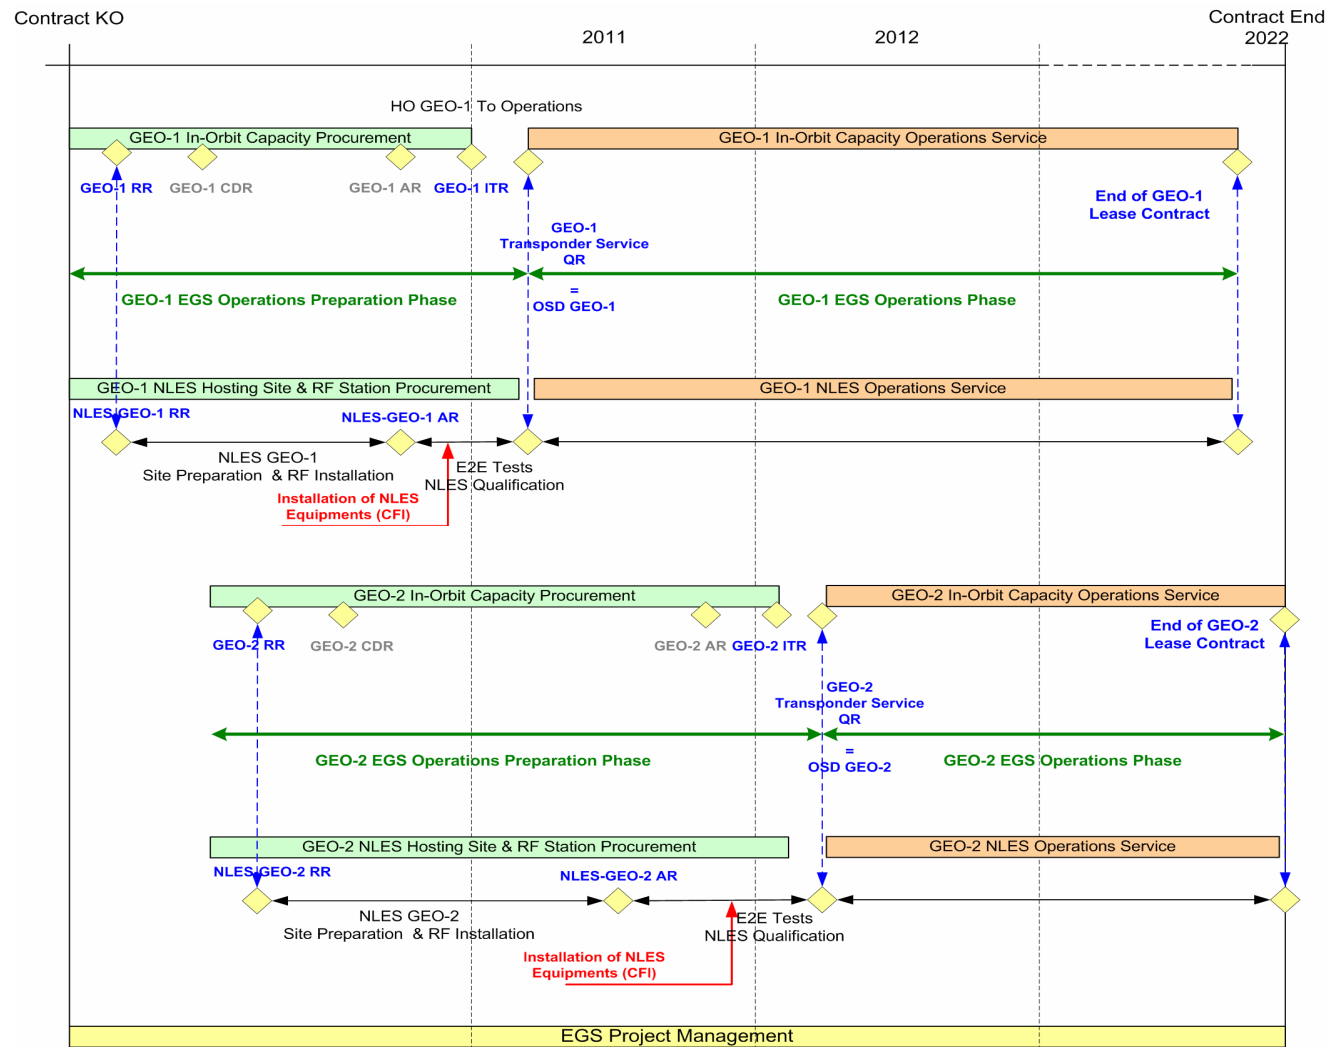 Contract KO
Contract End
2011
2012
2022
HO GEO-1 To Operations
GEO-1 In-Orbit Capacity Procurement
GEO-1 In-Orbit Capacity Operations Service
GEO-1 RR
GEO-1 CDR
GEO-1 AR
GEO-1 ITR
End of GEO-1
Lease Contract
GEO-1
Transponder Service
QR
=
OSD GEO-1
GEO-1 EGS Operations Preparation Phase
GEO-1 EGS Operations Phase
GEO-1 NLES Hosting Site & RF Station Procurement
GEO-1 NLES Operations Service
NLES-GEO-1 RR
NLES-GEO-1 AR
NLES GEO-1
Site Preparation & RF Installation
E2E Tests
NLES Qualification
Installation of NLES
Equipments (CFI)
GEO-2 In-Orbit Capacity Procurement
GEO-2 In-Orbit Capacity Operations Service
GEO-2 RR
GEO-2 CDR
GEO-2 AR
GEO-2 ITR
End of GEO-2
Lease Contract
GEO-2
Transponder Service
QR
=
OSD GEO-2
GEO-2 EGS Operations Preparation Phase
GEO-2 EGS Operations Phase
GEO-2 NLES Hosting Site & RF Station Procurement
GEO-2 NLES Operations Service
NLES-GEO-2 RR
NLES-GEO-2 AR
NLES GEO-2
Site Preparation & RF Installation
E2E Tests
NLES Qualification
Installation of NLES
Equipments (CFI)
EGS Project Management